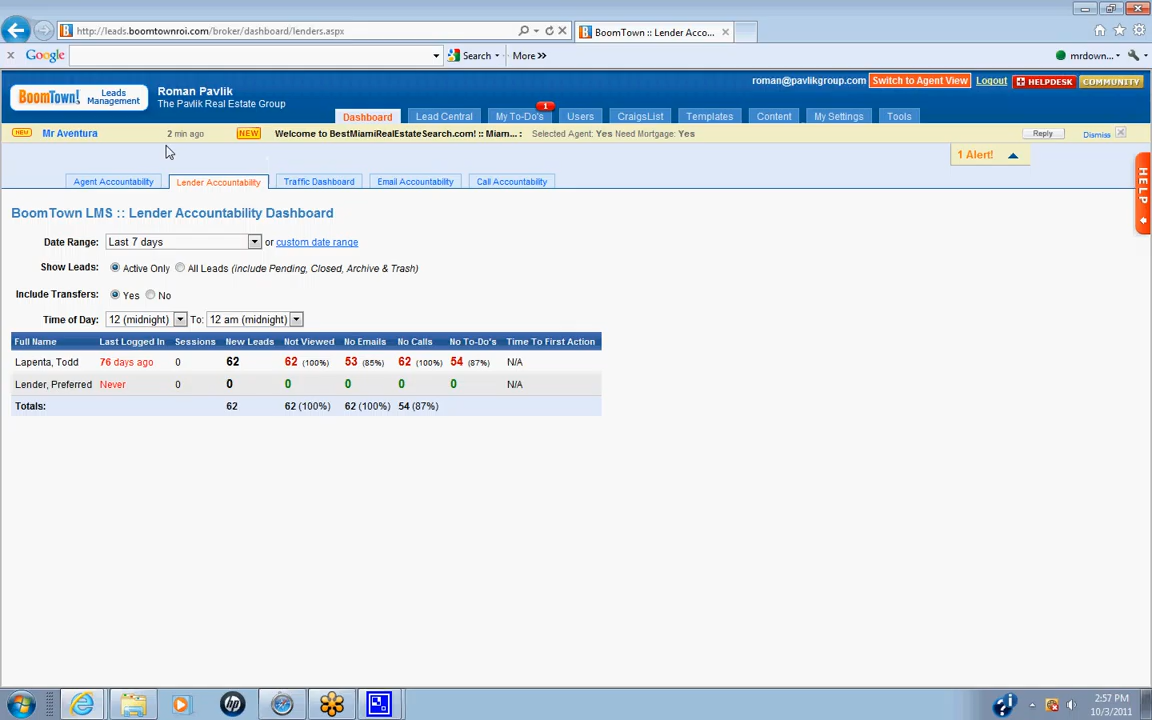 http://leads.boomtownroi.com/broker/dashboard/lenders.aspx
BoomTown :: Lender Acco...
Google
Search
More »
mrdown...
BoomTown! Leads Management
Roman Pavlik
The Pavlik Real Estate Group
roman@pavlikgroup.com Switch to Agent View Logout HELPDESK COMMUNITY
Dashboard Lead Central My To-Do's 1 Users CraigsList Templates Content My Settings Tools
NEW Mr Aventura 2 min ago NEW Welcome to BestMiamiRealEstateSearch.com! :: Miam... : Selected Agent: Yes Need Mortgage: Yes Reply Dismiss
1 Alert!
HELP
Agent Accountability Lender Accountability Traffic Dashboard Email Accountability Call Accountability
BoomTown LMS :: Lender Accountability Dashboard
Date Range: Last 7 days or custom date range
Show Leads: Active Only All Leads (include Pending, Closed, Archive & Trash)
Include Transfers: Yes No
Time of Day: 12 (midnight) To: 12 am (midnight)
Full Name Last Logged In Sessions New Leads Not Viewed No Emails No Calls No To-Do's Time To First Action
Lapenta, Todd 76 days ago 0 62 62 (100%) 53 (85%) 62 (100%) 54 (87%) N/A
Lender, Preferred Never 0 0 0 0 0 0 N/A
Totals: 62 62 (100%) 62 (100%) 54 (87%)
hp
2:57 PM
10/3/2011